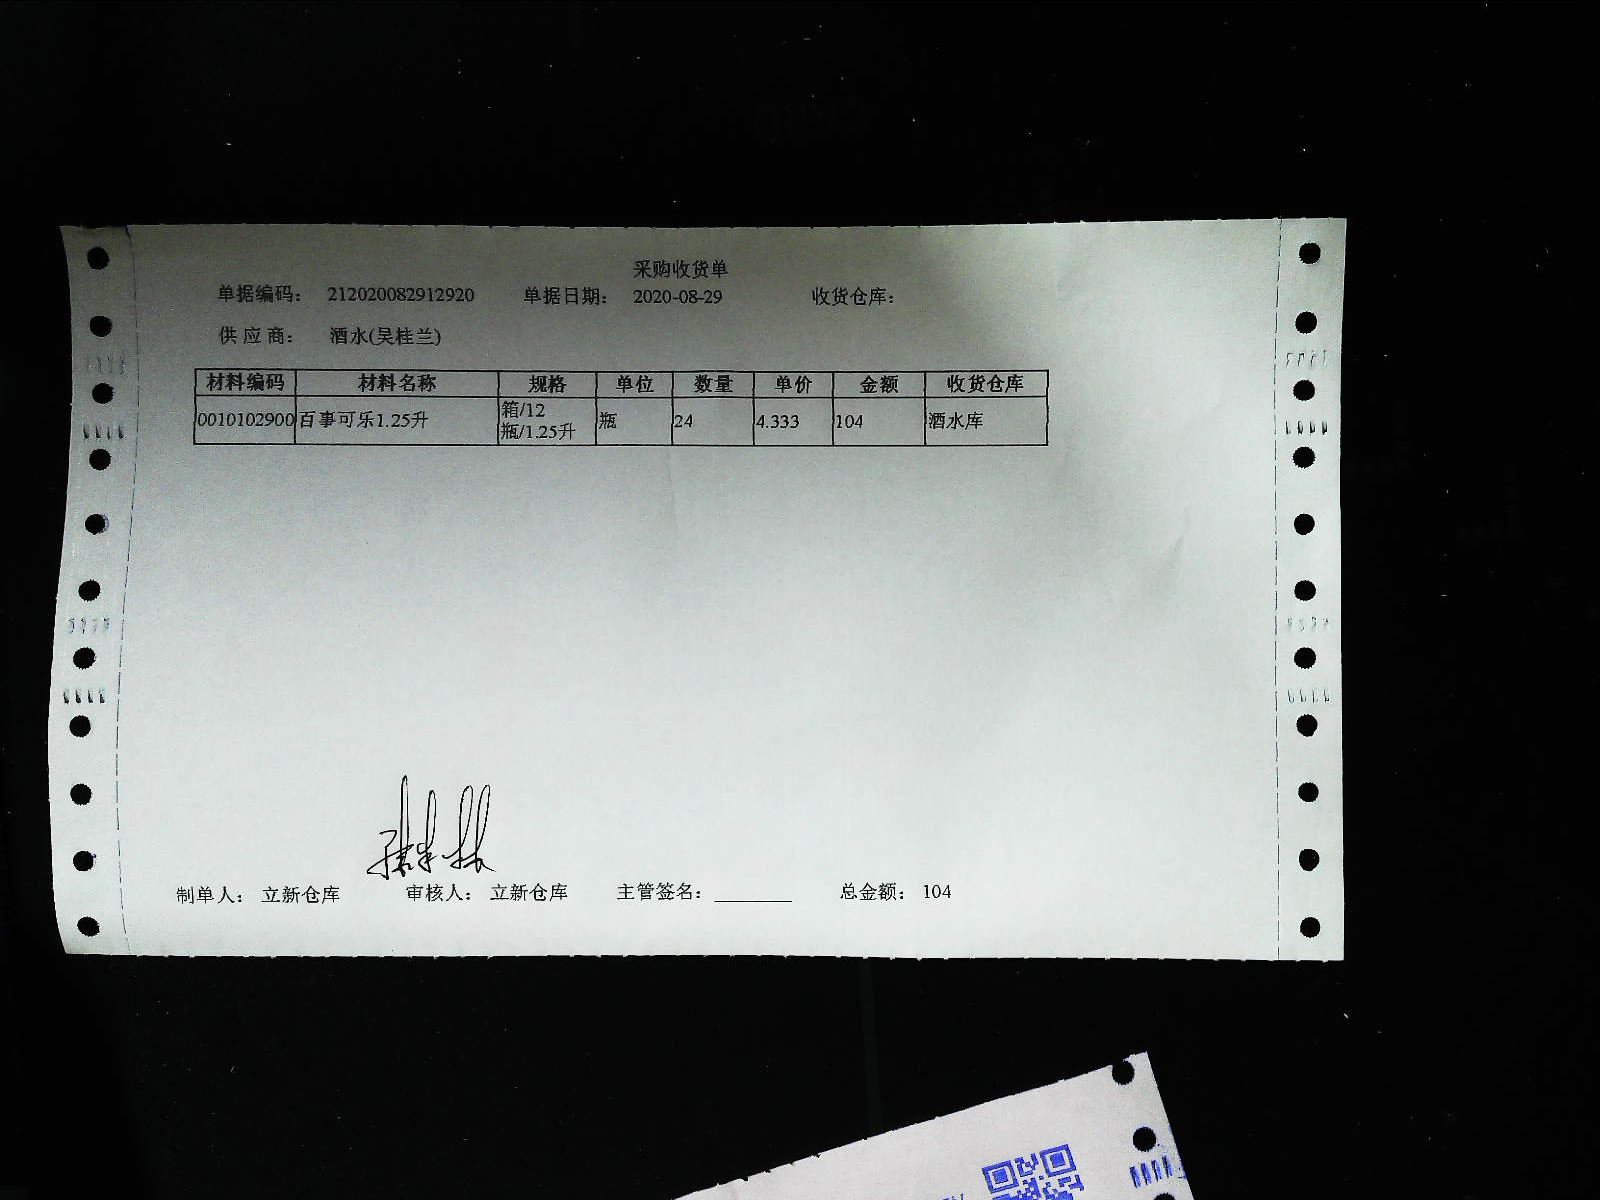 采购收货单
单据编码： 212020082912920 单据日期： 2020-08-29 收货仓库：
供应商： 酒水(吴桂兰)
材料编码 材料名称 规格 单位 数量 单价 金额 收货仓库
0010102900 百事可乐1.25升 箱/12 瓶/1.25升 瓶 24 4.333 104 酒水库
制单人： 立新仓库 审核人： 立新仓库 主管签名： 总金额： 104